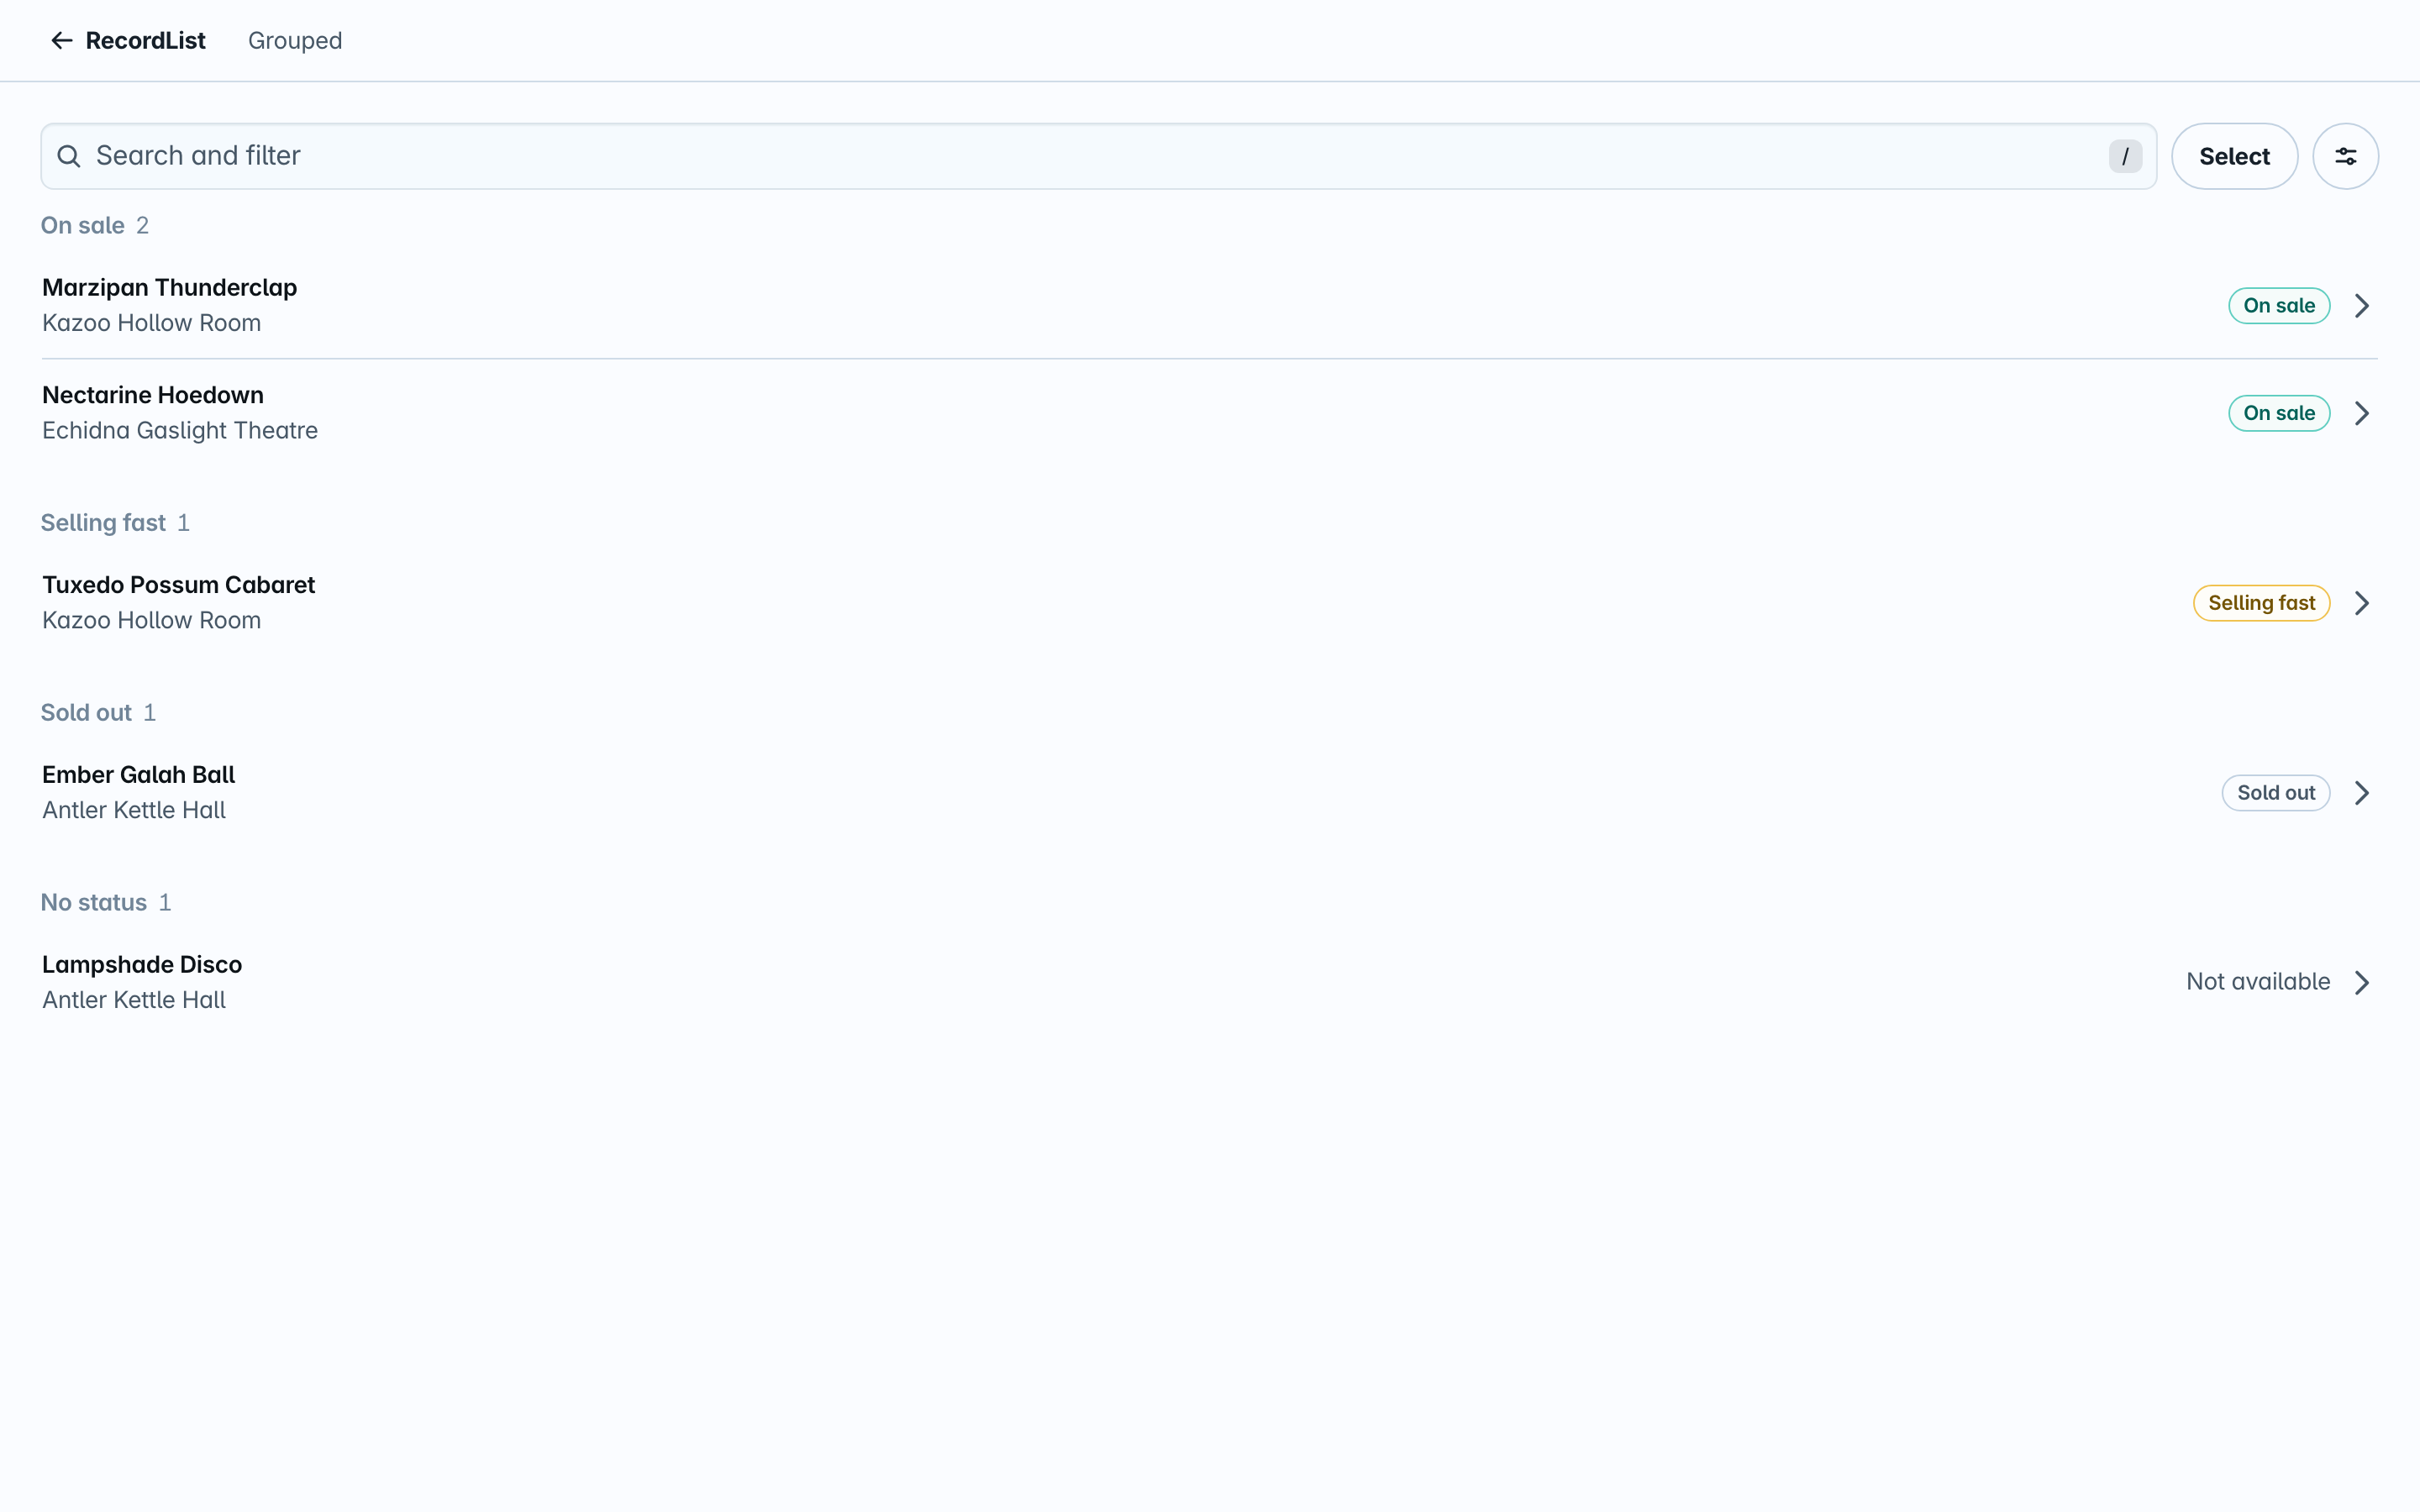 RecordList Grouped
Search and filter /
Select
On sale 2
Marzipan Thunderclap
Kazoo Hollow Room
On sale
Nectarine Hoedown
Echidna Gaslight Theatre
On sale
Selling fast 1
Tuxedo Possum Cabaret
Kazoo Hollow Room
Selling fast
Sold out 1
Ember Galah Ball
Antler Kettle Hall
Sold out
No status 1
Lampshade Disco
Antler Kettle Hall
Not available